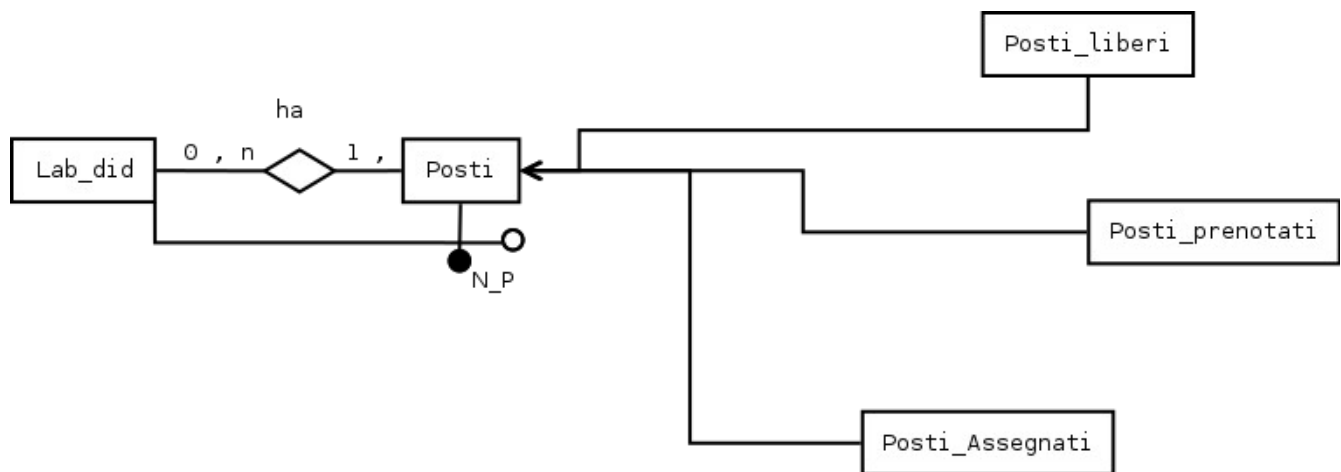 Posti_liberi
ha
Lab_did
0 , n
1 ,
Posti
Posti_prenotati
N_P
Posti_Assegnati